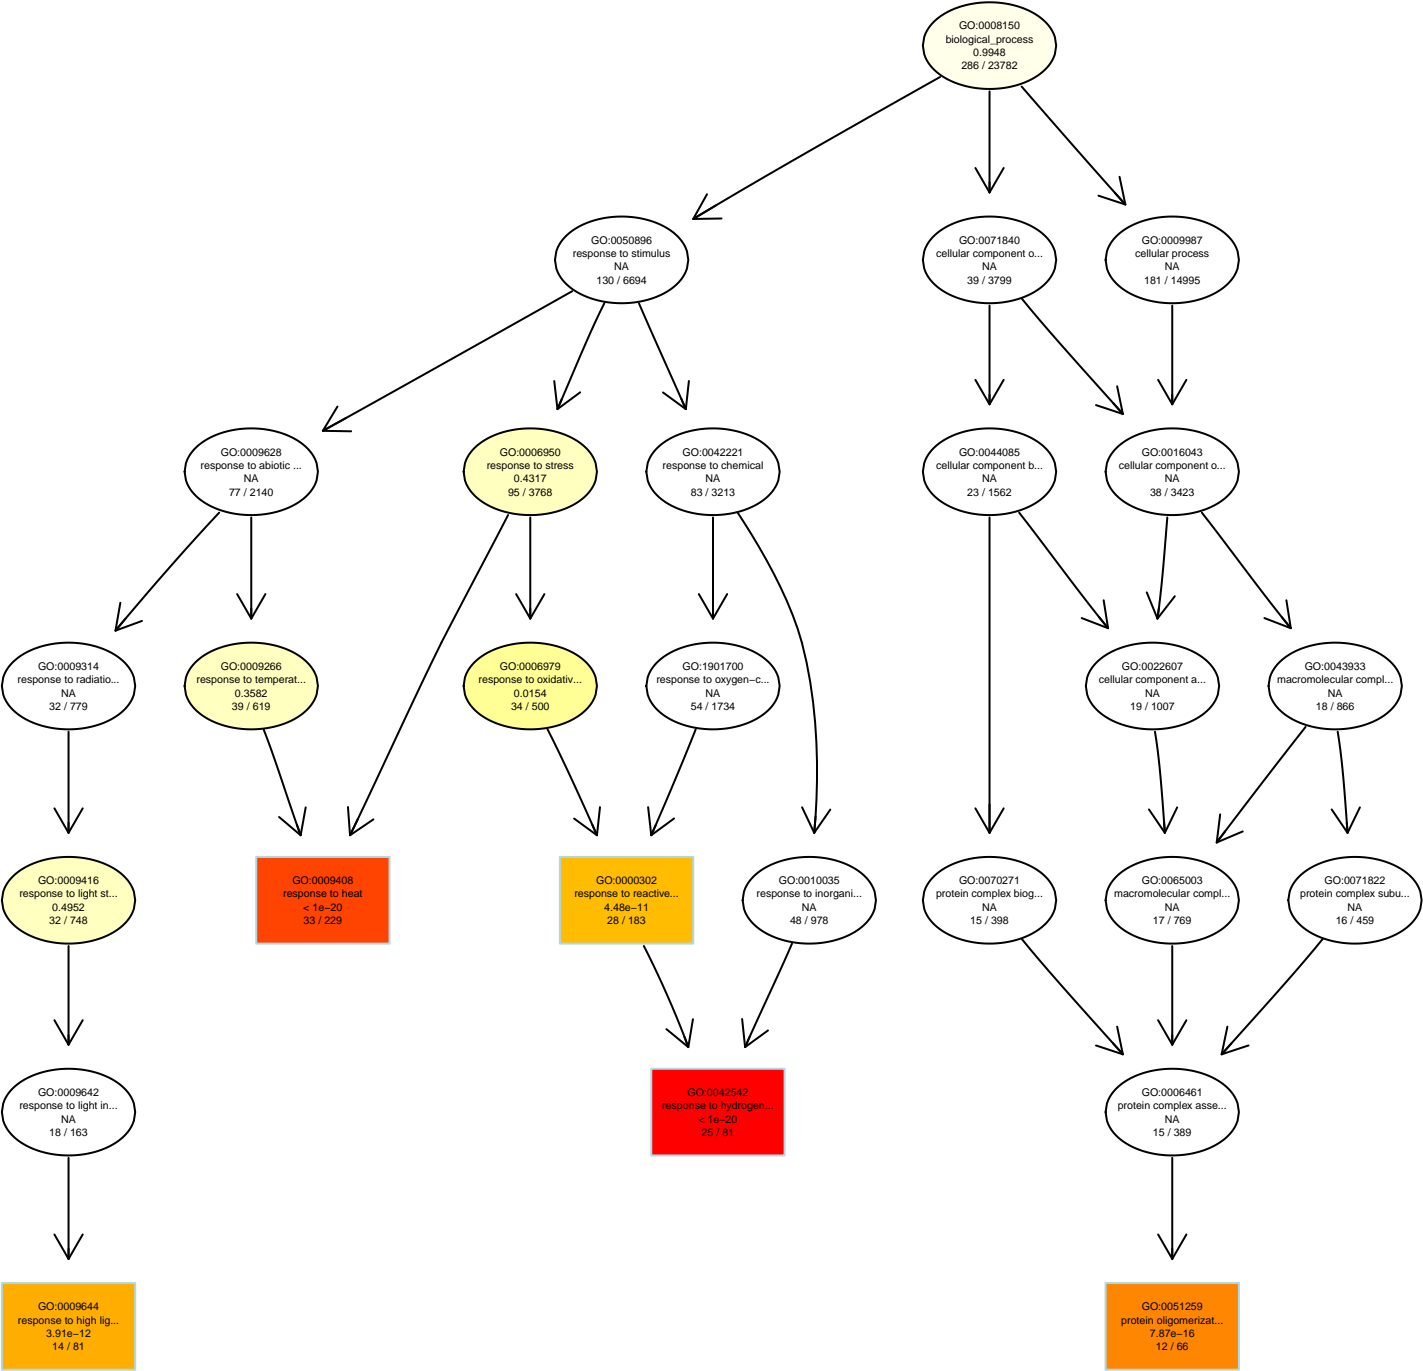 GO:0008150
biological_process
0.9948
286 / 23782
GO:0050896
response to stimulus
NA
130 / 6694
GO:0071840
cellular component o...
NA
39 / 3799
GO:0009987
cellular process
NA
181 / 14995
GO:0009628
response to abiotic ...
NA
77 / 2140
GO:0006950
response to stress
0.4317
95 / 3768
GO:0042221
response to chemical
NA
83 / 3213
GO:0044085
cellular component b...
NA
23 / 1562
GO:0016043
cellular component o...
NA
38 / 3423
GO:0009314
response to radiatio...
NA
32 / 779
GO:0009266
response to temperat...
0.3582
39 / 619
GO:0006979
response to oxidativ...
0.0154
34 / 500
GO:1901700
response to oxygen−c...
NA
54 / 1734
GO:0022607
cellular component a...
NA
19 / 1007
GO:0043933
macromolecular compl...
NA
18 / 866
GO:0009416
response to light st...
0.4952
32 / 748
GO:0009408
response to heat
< 1e−20
33 / 229
GO:0000302
response to reactive...
4.48e−11
28 / 183
GO:0010035
response to inorgani...
NA
48 / 978
GO:0070271
protein complex biog...
NA
15 / 398
GO:0065003
macromolecular compl...
NA
17 / 769
GO:0071822
protein complex subu...
NA
16 / 459
GO:0009642
response to light in...
NA
18 / 163
GO:0042542
response to hydrogen...
< 1e−20
25 / 81
GO:0006461
protein complex asse...
NA
15 / 389
GO:0009644
response to high lig...
3.91e−12
14 / 81
GO:0051259
protein oligomerizat...
7.87e−16
12 / 66